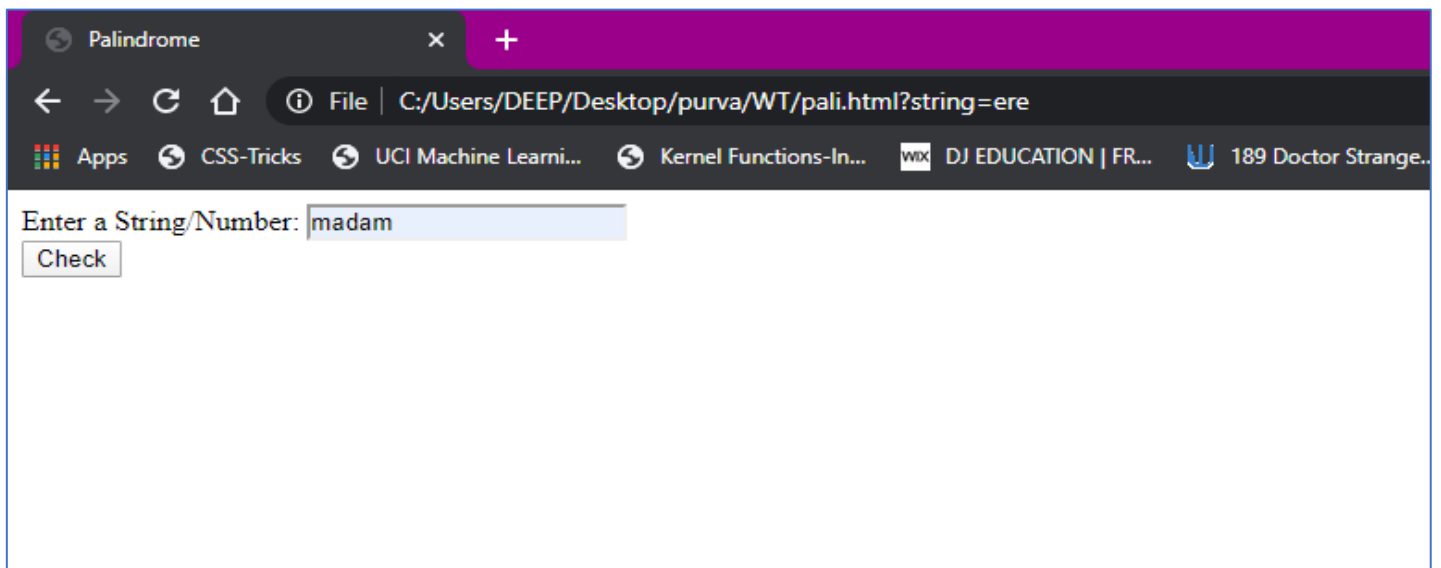 Palindrome
File C:/Users/DEEP/Desktop/purva/WT/pali.html?string=ere
Apps CSS-Tricks UCI Machine Learni... Kernel Functions-In... WIX DJ EDUCATION | FR... 189 Doctor Strange..
Enter a String/Number: madam
Check